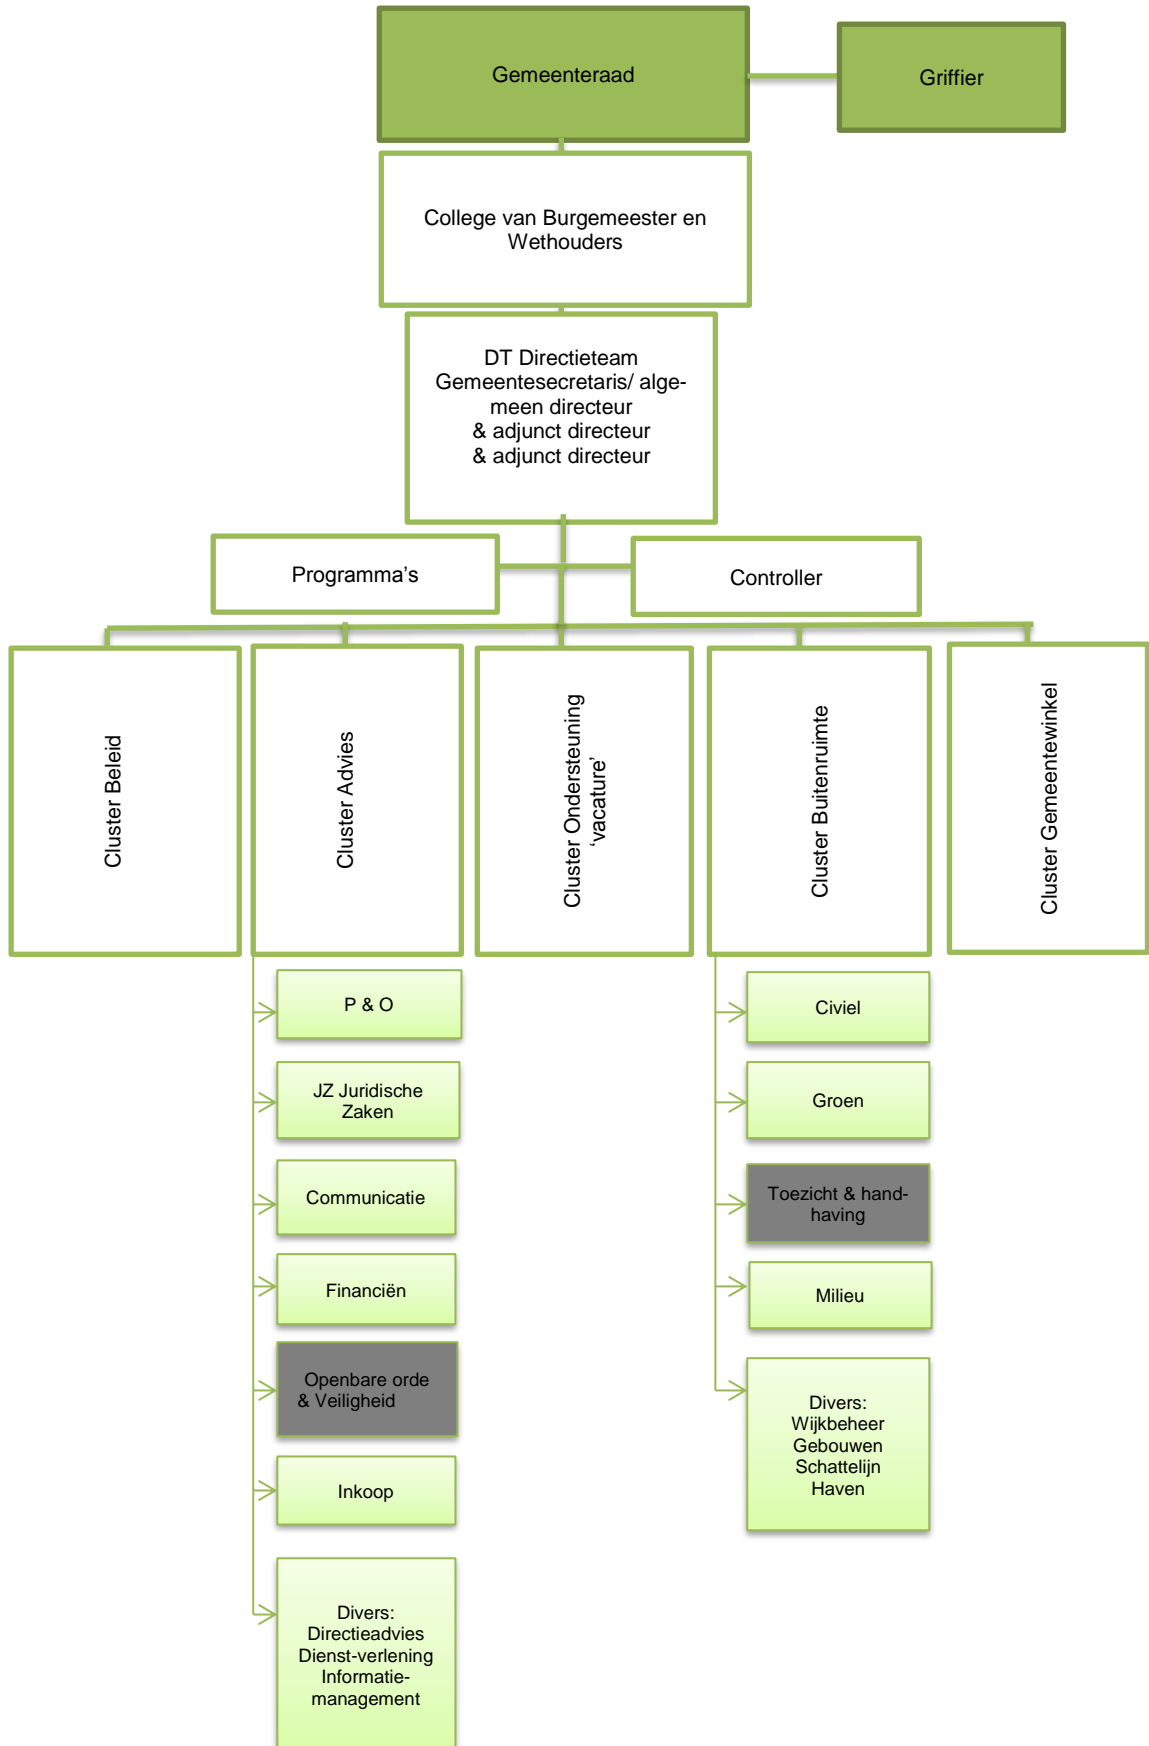 Gemeenteraad
Griffier
College van Burgemeester en
Wethouders
DT Directieteam
Gemeentesecretaris/ alge-
meen directeur
& adjunct directeur
& adjunct directeur
Programma’s
Controller
Cluster Beleid
Cluster Advies
Cluster Ondersteuning
‘vacature’
Cluster Buitenruimte
Cluster Gemeentewinkel
P & O
JZ Juridische
Zaken
Communicatie
Financiën
Openbare orde
& Veiligheid
Inkoop
Divers:
Directieadvies
Dienst-verlening
Informatie-
management
Civiel
Groen
Toezicht & hand-
having
Milieu
Divers:
Wijkbeheer
Gebouwen
Schattelijn
Haven